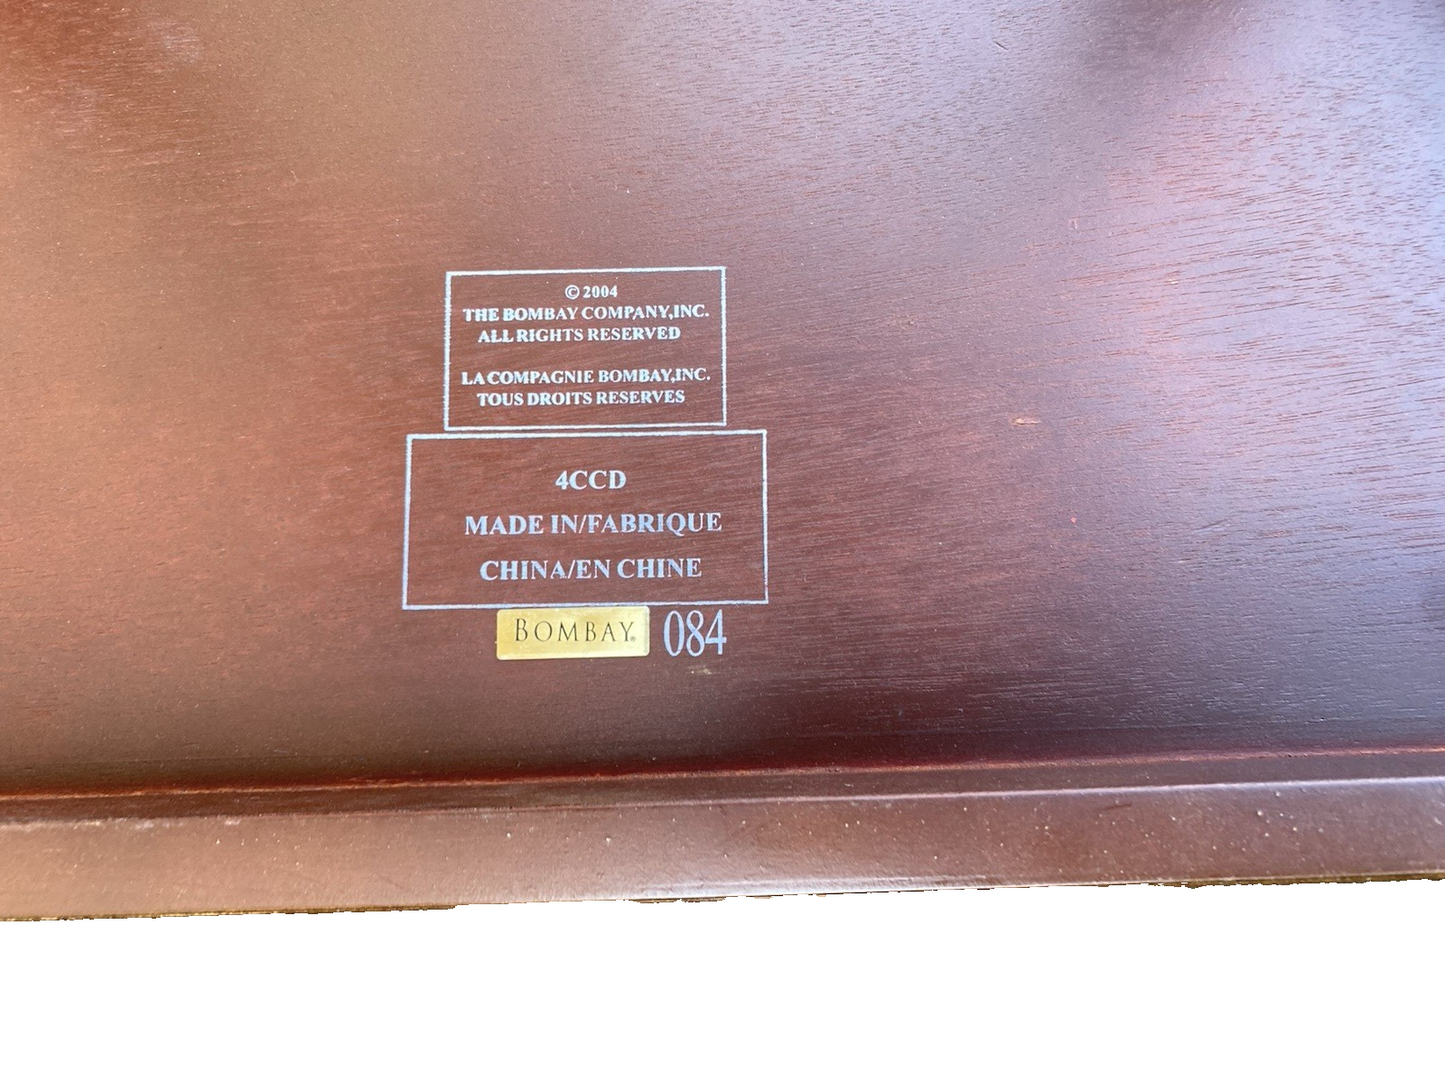 © 2004
THE BOMBAY COMPANY,INC.
ALL RIGHTS RESERVED
LA COMPAGNIE BOMBAY,INC.
TOUS DROITS RESERVES
4CCD
MADE IN/FABRIQUE
CHINA/EN CHINE
BOMBAY® 084